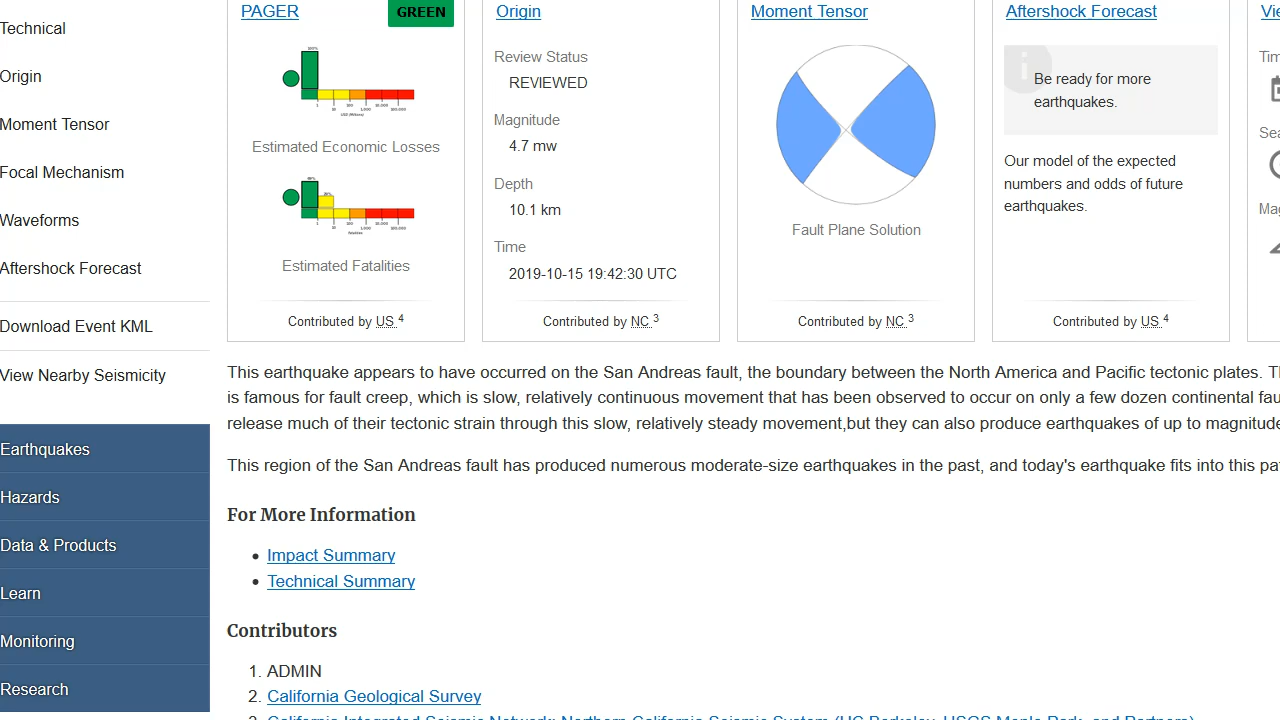 Technical
Origin
Moment Tensor
Focal Mechanism
Waveforms
Aftershock Forecast
Download Event KML
View Nearby Seismicity
Earthquakes
Hazards
Data & Products
Learn
Monitoring
Research
PAGER
GREEN
Estimated Economic Losses
Estimated Fatalities
Contributed by US 4
Origin
Review Status
REVIEWED
Magnitude
4.7 mw
Depth
10.1 km
Time
2019-10-15 19:42:30 UTC
Contributed by NC 3
Moment Tensor
Fault Plane Solution
Contributed by NC 3
Aftershock Forecast
Be ready for more
earthquakes.
Our model of the expected
numbers and odds of future
earthquakes.
Contributed by US 4
This earthquake appears to have occurred on the San Andreas fault, the boundary between the North America and Pacific tectonic plates.
is famous for fault creep, which is slow, relatively continuous movement that has been observed to occur on only a few dozen continental
release much of their tectonic strain through this slow, relatively steady movement,but they can also produce earthquakes of up to magnitude
This region of the San Andreas fault has produced numerous moderate-size earthquakes in the past, and today's earthquake fits into this
For More Information
• Impact Summary
• Technical Summary
Contributors
1. ADMIN
2. California Geological Survey